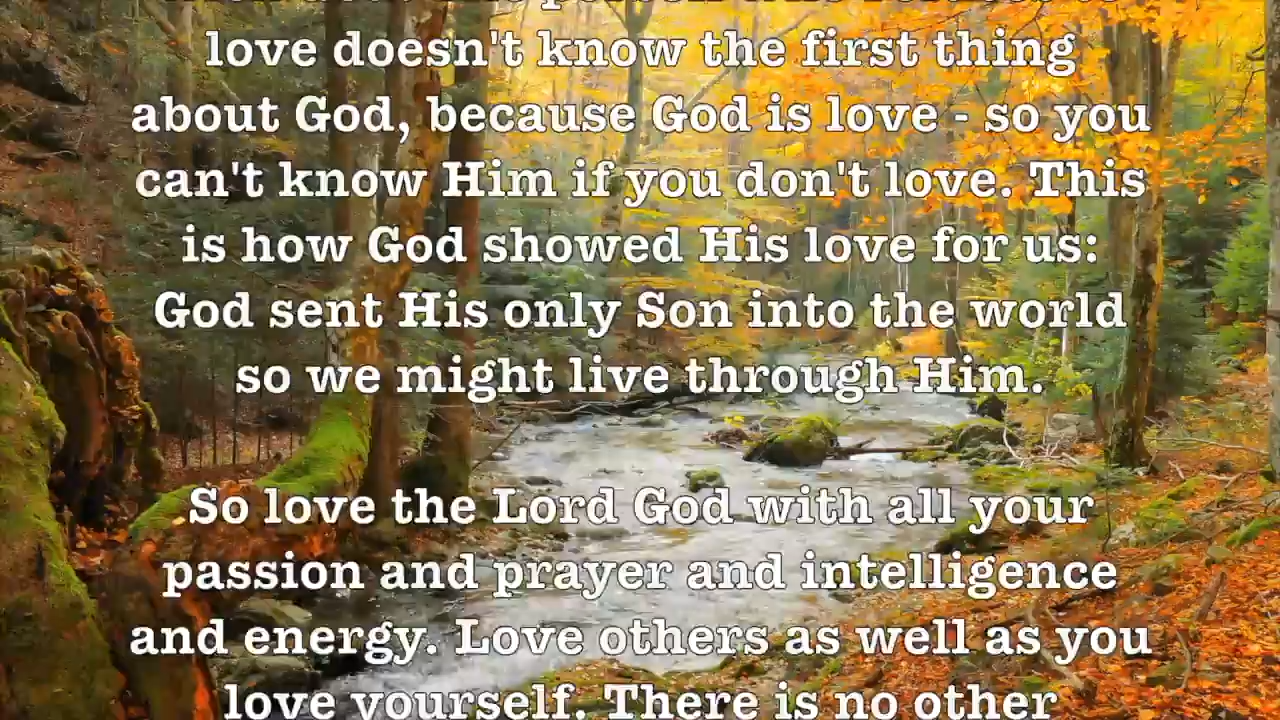 love doesn't know the first thing
about God, because God is love - so you
can't know Him if you don't love. This
is how God showed His love for us:
God sent His only Son into the world
so we might live through Him.
So love the Lord God with all your
passion and prayer and intelligence
and energy. Love others as well as you
love yourself. There is no other